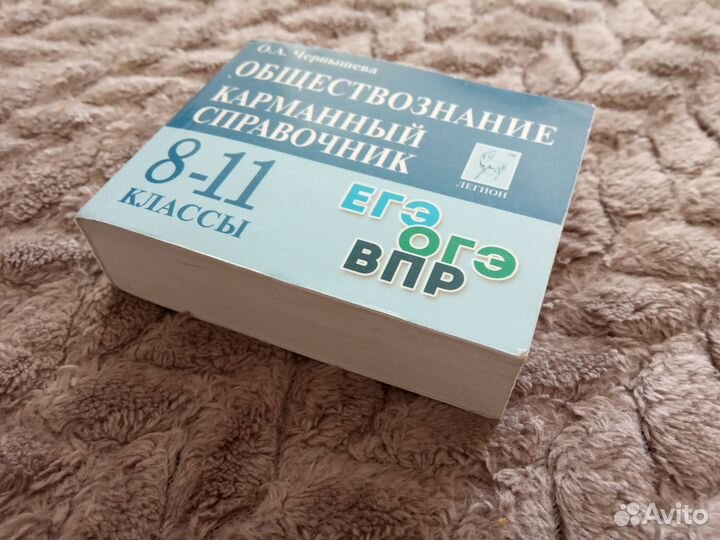 О.А. Чернышева
ОБЩЕСТВОЗНАНИЕ
КАРМАННЫЙ
СПРАВОЧНИК
ЛЕГИОН
8-11
КЛАССЫ
ЕГЭ
ОГЭ
ВПР
Avito